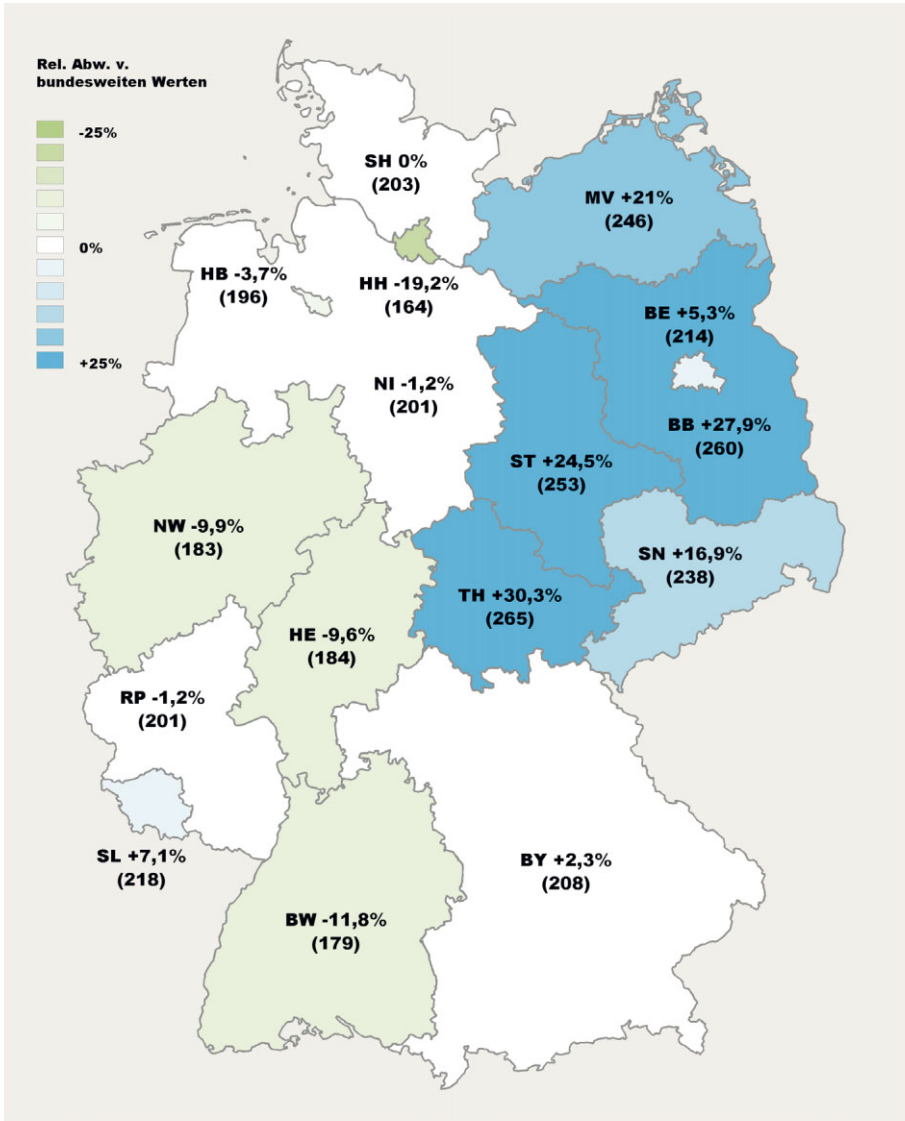 Rel. Abw. v.
bundesweiten Werten
-25%
0%
+25%
SH 0%
(203)
MV +21%
(246)
HB -3,7%
(196)
HH -19,2%
(164)
BE +5,3%
(214)
NI -1,2%
(201)
BB +27,9%
(260)
ST +24,5%
(253)
NW -9,9%
(183)
SN +16,9%
(238)
TH +30,3%
(265)
HE -9,6%
(184)
RP -1,2%
(201)
SL +7,1%
(218)
BY +2,3%
(208)
BW -11,8%
(179)